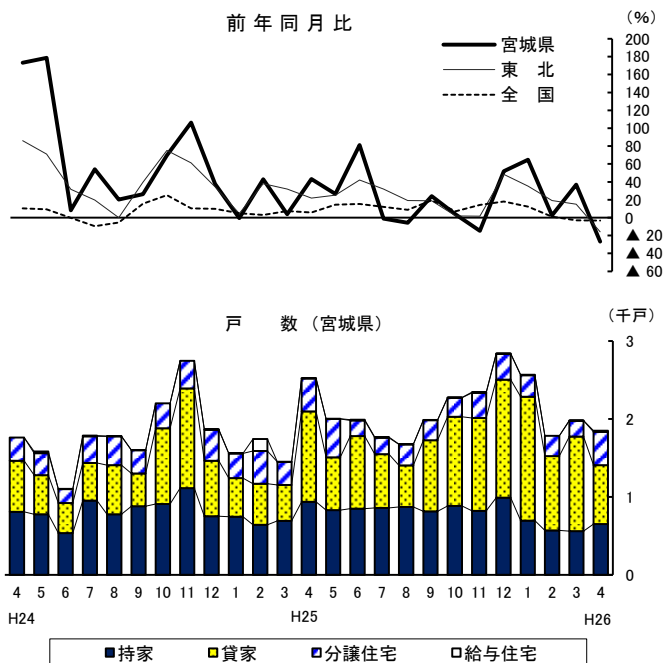 前 年 同 月 比
(%)
宮城県
東　北
全　国
200
180
160
140
120
100
80
60
40
20
0
▲ 20
▲ 40
▲ 60
戸　　数（宮城県）
(千戸)
3
2
1
0
4 5 6 7 8 9 10 11 12 1 2 3 4 5 6 7 8 9 10 11 12 1 2 3 4
H24 H25 H26
■持家 ■貸家 分譲住宅 □給与住宅